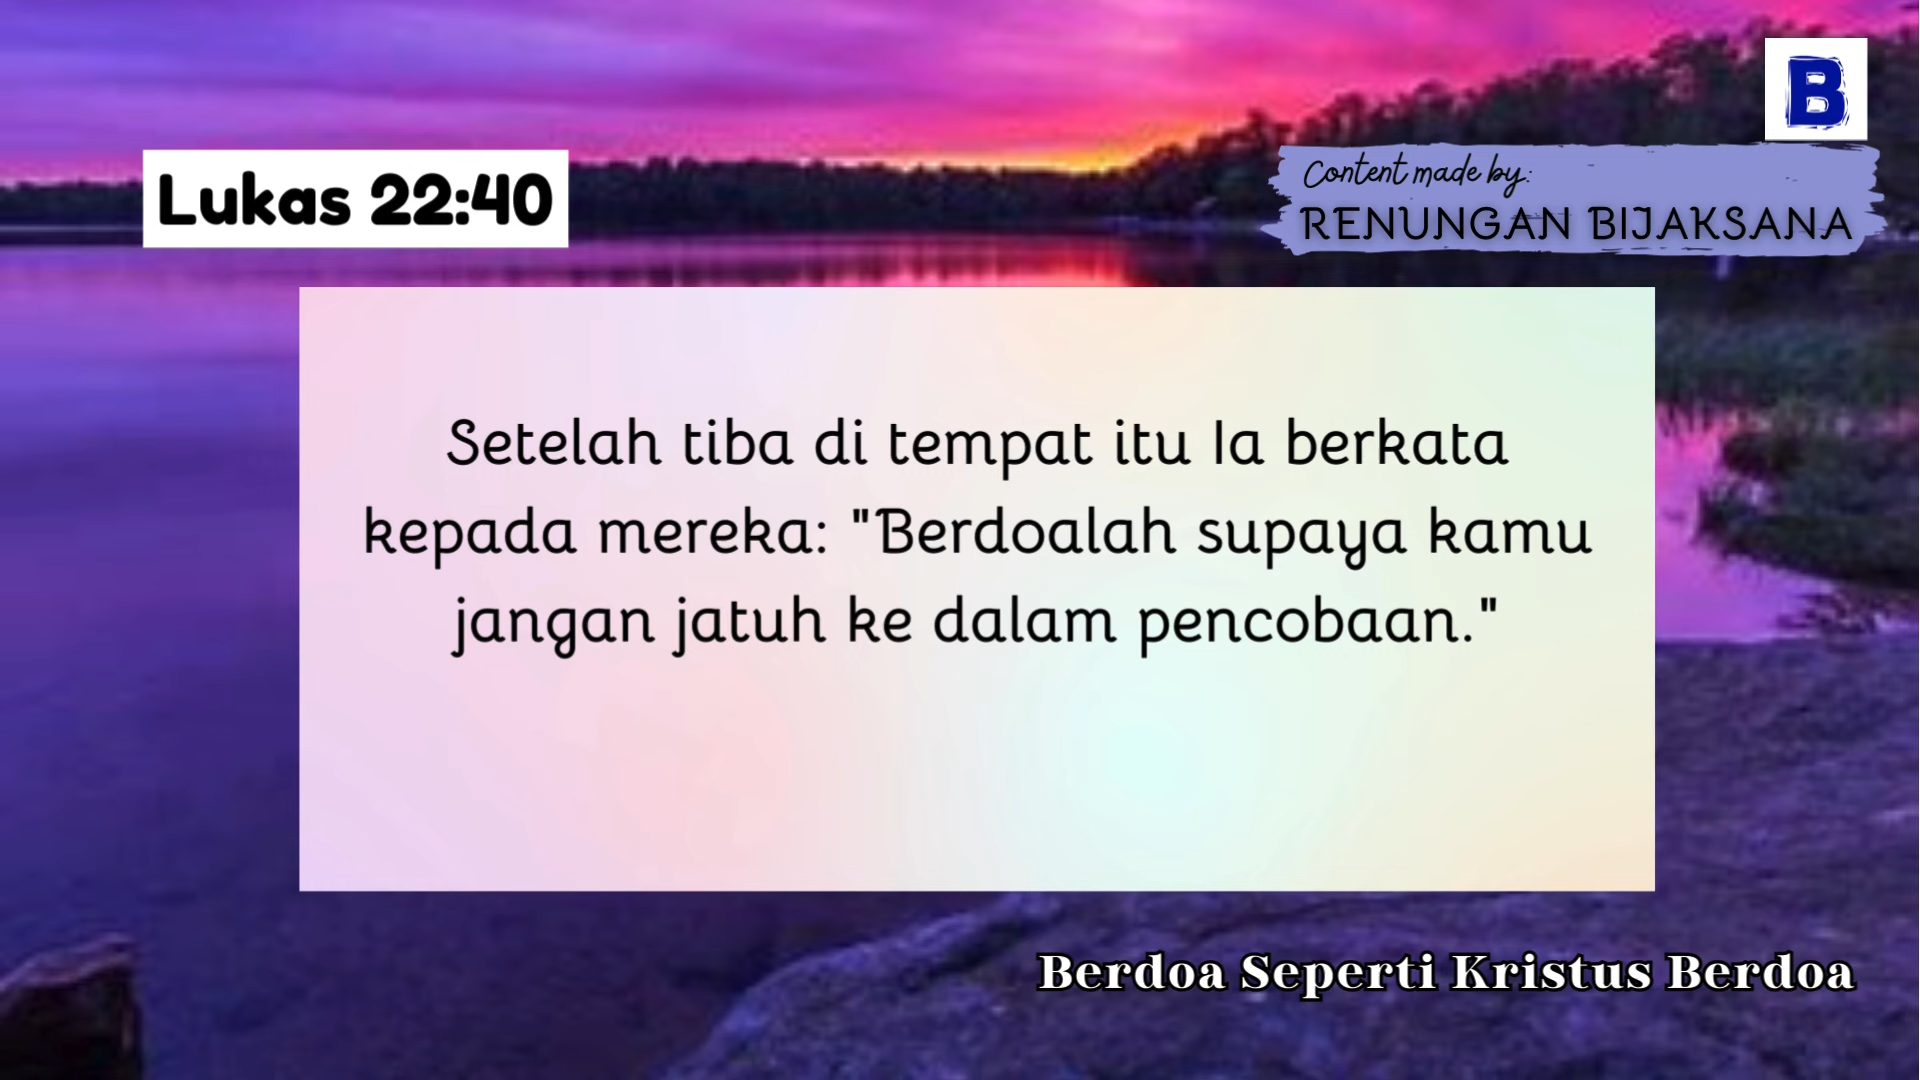 B
Lukas 22:40
Content made by:
RENUNGAN BIJAKSANA
Setelah tiba di tempat itu Ia berkata
kepada mereka: "Berdoalah supaya kamu
jangan jatuh ke dalam pencobaan."
Berdoa Seperti Kristus Berdoa